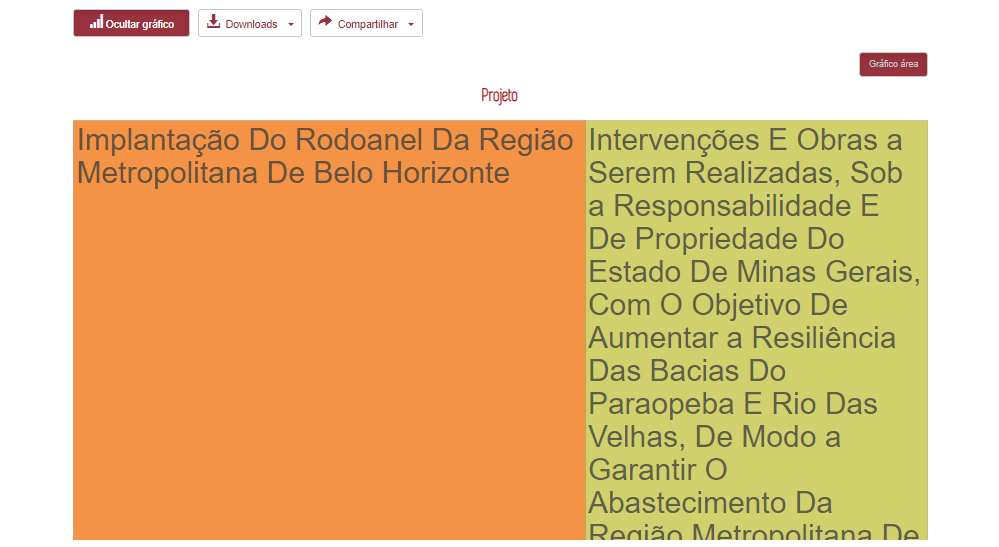 Ocultar gráfico Downloads Compartilhar
Gráfico área
Projeto
Implantação Do Rodoanel Da Região
Metropolitana De Belo Horizonte
Intervenções E Obras a
Serem Realizadas, Sob
a Responsabilidade E
De Propriedade Do
Estado De Minas Gerais,
Com O Objetivo De
Aumentar a Resiliência
Das Bacias Do
Paraopeba E Rio Das
Velhas, De Modo a
Garantir O
Abastecimento Da
Região Metropolitana De